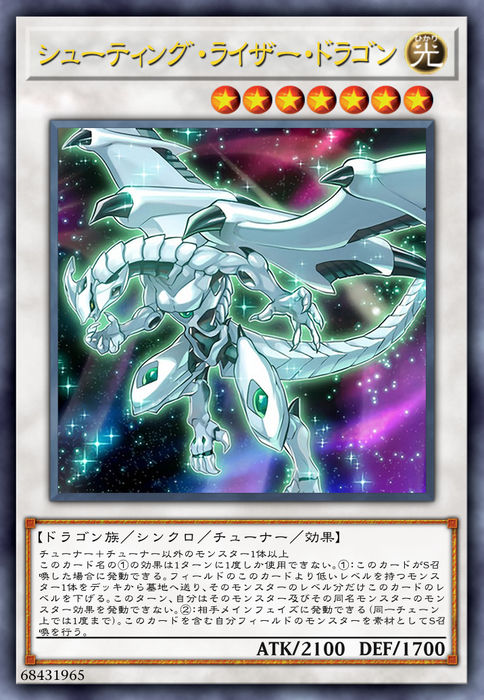 シューティング・ライザー・ドラゴン
光
ひかり
【ドラゴン族／シンクロ／チューナー／効果】
チューナー＋チューナー以外のモンスター1体以上
このカード名の①の効果は1ターンに1度しか使用できない。①：このカードがS召
喚した場合に発動できる。フィールドのこのカードより低いレベルを持つモンス
ター1体をデッキから墓地へ送り、そのモンスターのレベル分だけこのカードのレ
ベルを下げる。このターン、自分はそのモンスター及びその同名モンスターのモン
スター効果を発動できない。②：相手メインフェイズに発動できる（同一チェーン
上では1度まで）。このカードを含む自分フィールドのモンスターを素材としてS召
喚を行う。
ATK/2100 DEF/1700
68431965